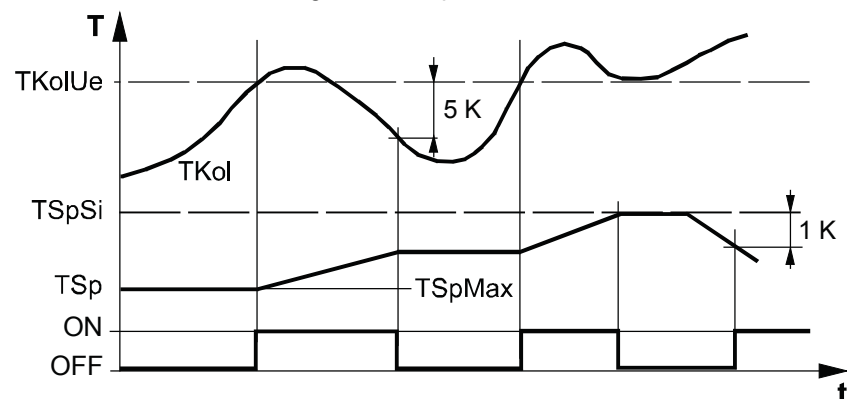 T
TKolUe
5 K
TKol
TSpSi
1 K
TSp
TSpMax
ON
OFF
t